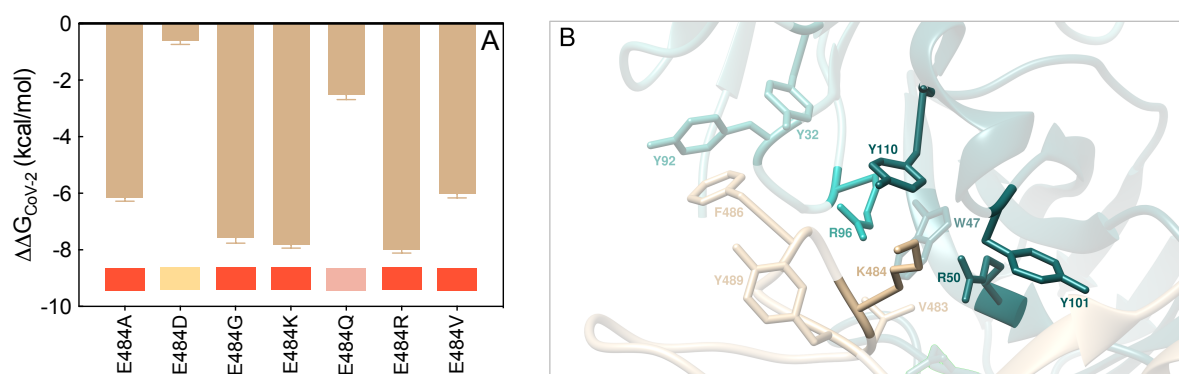 A
ΔΔG_CoV-2 (kcal/mol)
0
-2
-4
-6
-8
-10
E484A
E484D
E484G
E484K
E484Q
E484R
E484V
B
Y32
Y92
Y110
F486
R96
W47
Y489
K484
R50
V483
Y101